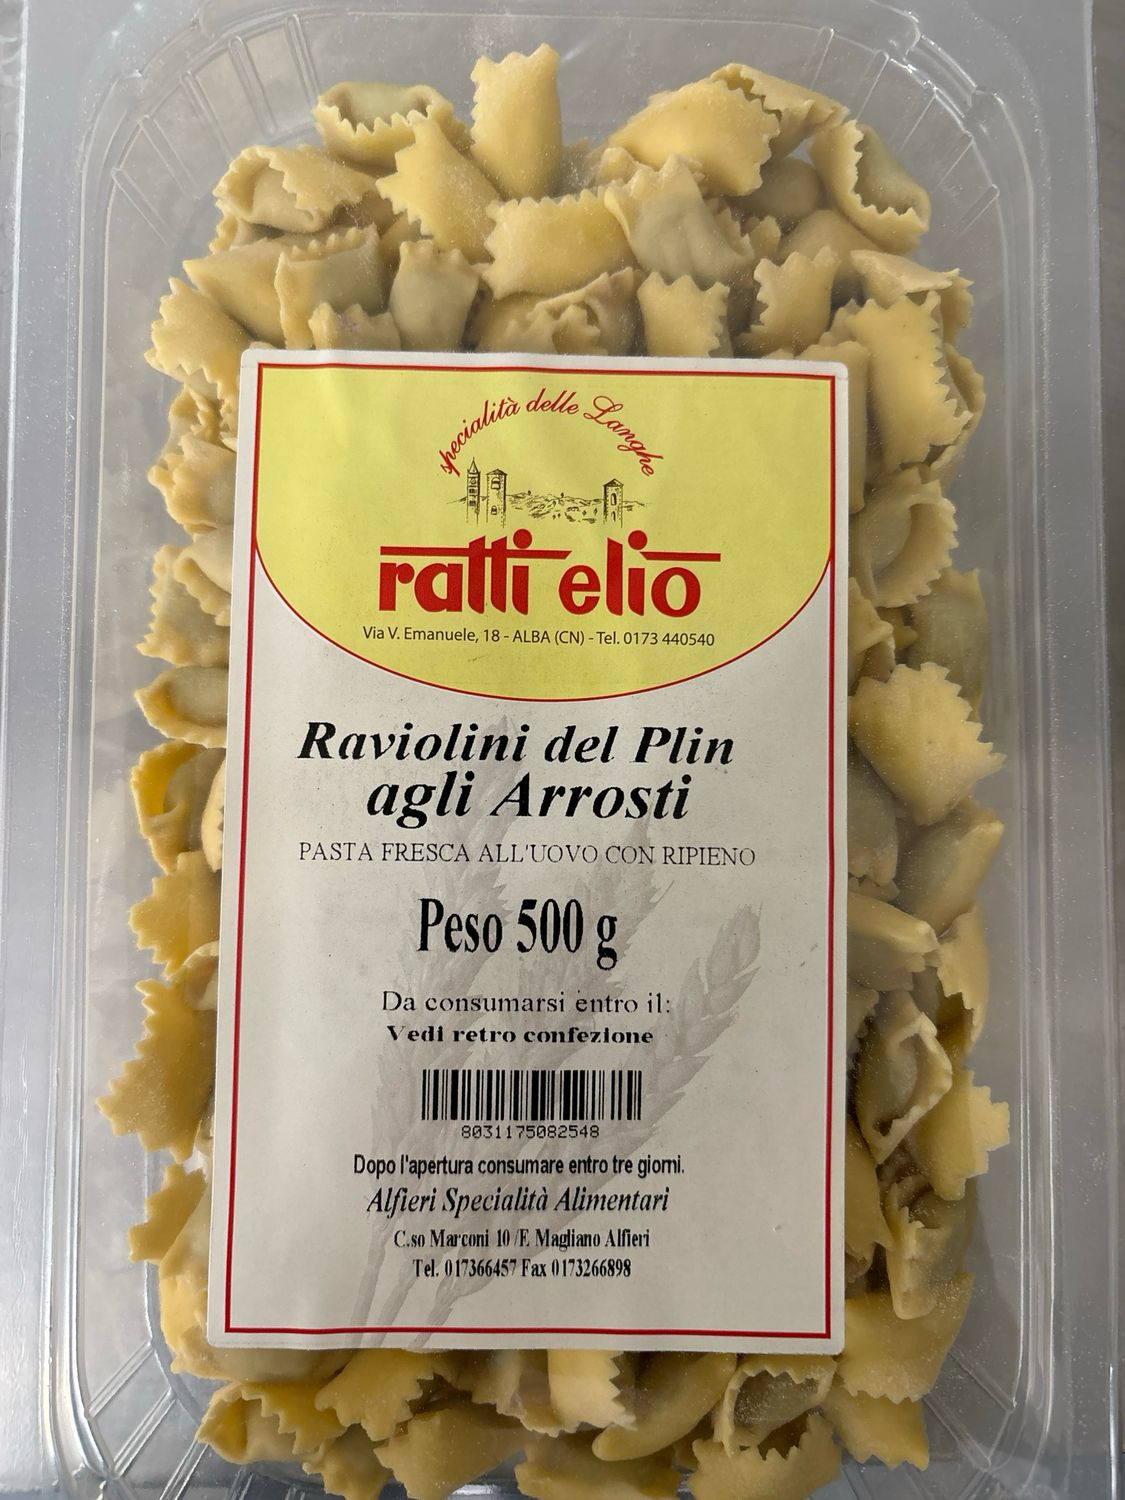 specialità delle Langhe
ratti elio
Via V. Emanuele, 18 - ALBA (CN) - Tel. 0173 440540
Raviolini del Plin
agli Arrosti
PASTA FRESCA ALL'UOVO CON RIPIENO
Peso 500 g
Da consumarsi entro il:
Vedi retro confezione
8031175082548
Dopo l'apertura consumare entro tre giorni.
Alfieri Specialità Alimentari
C.so Marconi 10 /E Magliano Alfieri
Tel. 017366457 Fax 0173266898